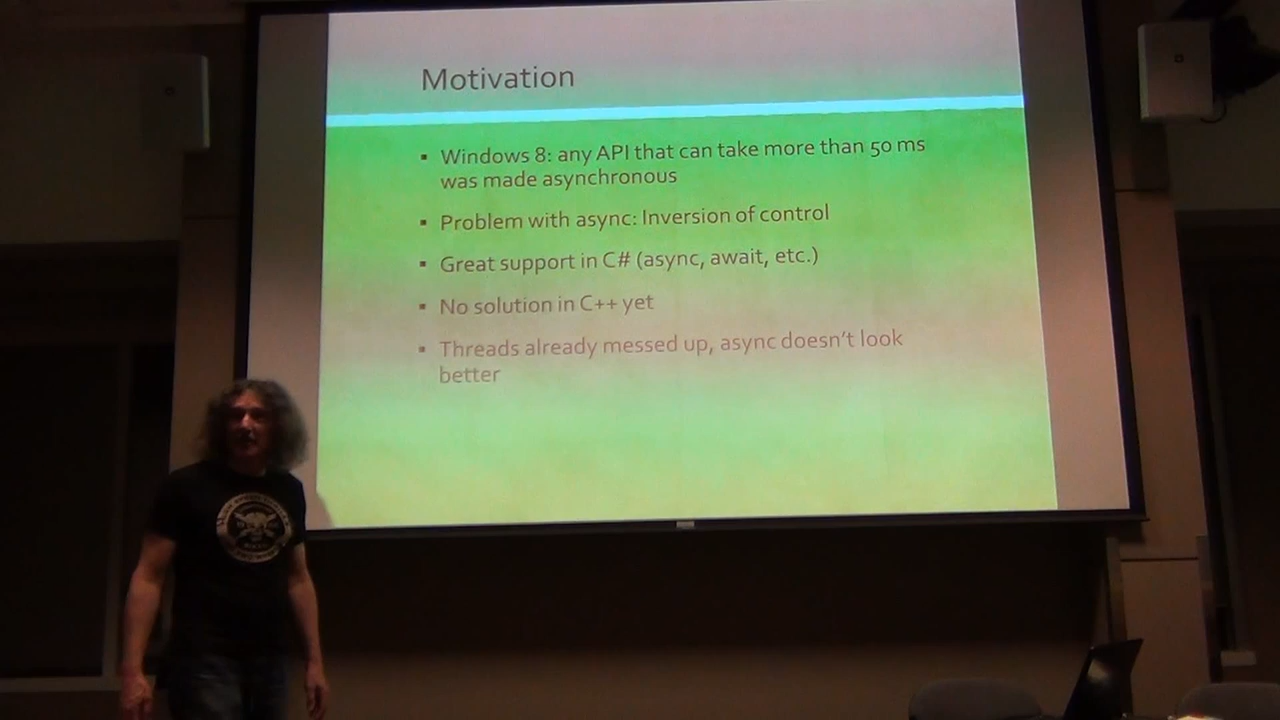 Motivation
▪ Windows 8: any API that can take more than 50 ms
was made asynchronous
▪ Problem with async: Inversion of control
▪ Great support in C# (async, await, etc.)
▪ No solution in C++ yet
▪ Threads already messed up, async doesn't look
better